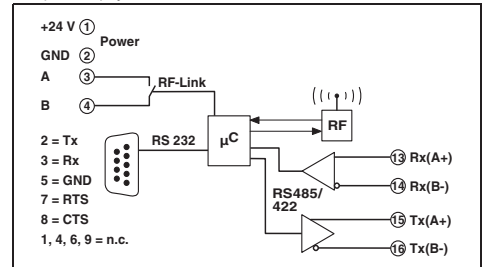 +24 V 1
Power
GND 2
A 3
RF-Link
B 4
RF
µC
2 = Tx
RS 232
3 = Rx
5 = GND
7 = RTS
8 = CTS
1, 4, 6, 9 = n.c.
13 Rx(A+)
14 Rx(B-)
RS485/
422
15 Tx(A+)
16 Tx(B-)